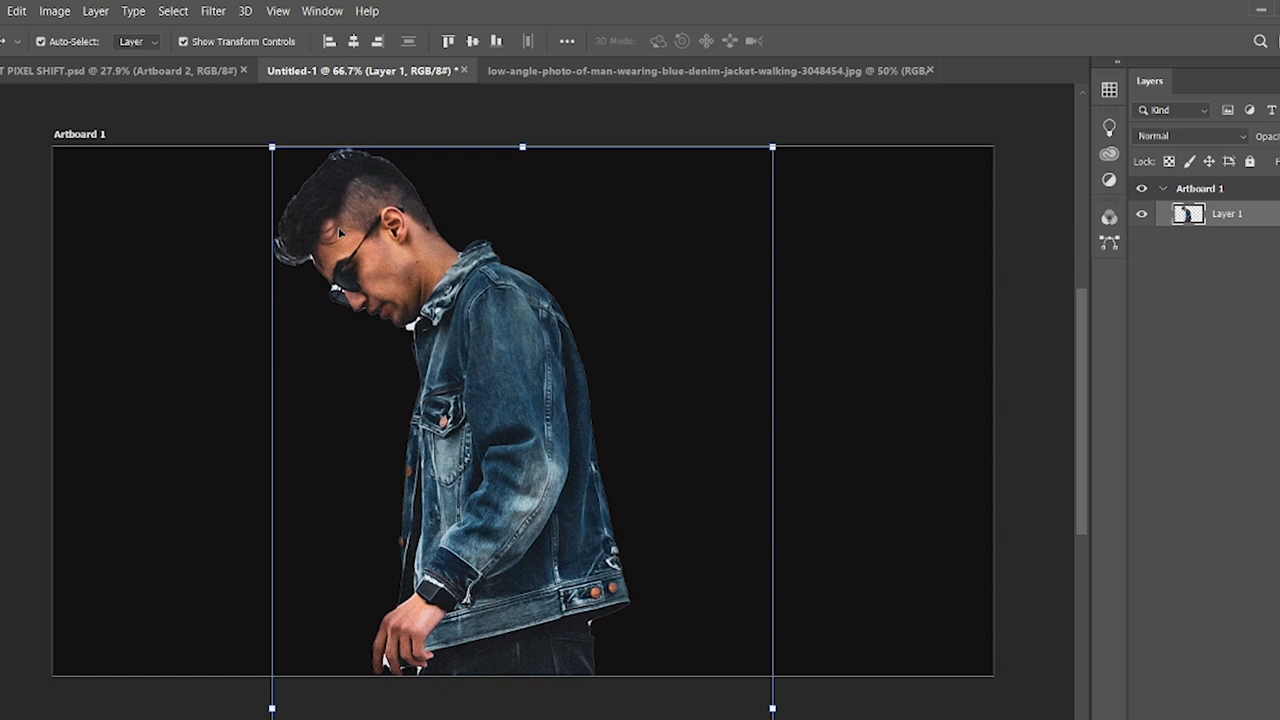 Edit Image Layer Type Select Filter 3D View Window Help
Auto-Select: Layer Show Transform Controls 3D Mode:
T PIXEL SHIFT.psd @ 27.9% (Artboard 2, RGB/8#) × Untitled-1 @ 66.7% (Layer 1, RGB/8#) * × low-angle-photo-of-man-wearing-blue-denim-jacket-walking-3048454.jpg @ 50% (RGB/ ×
Layers
Kind
Normal Opac
Lock:
Artboard 1
Artboard 1
Layer 1